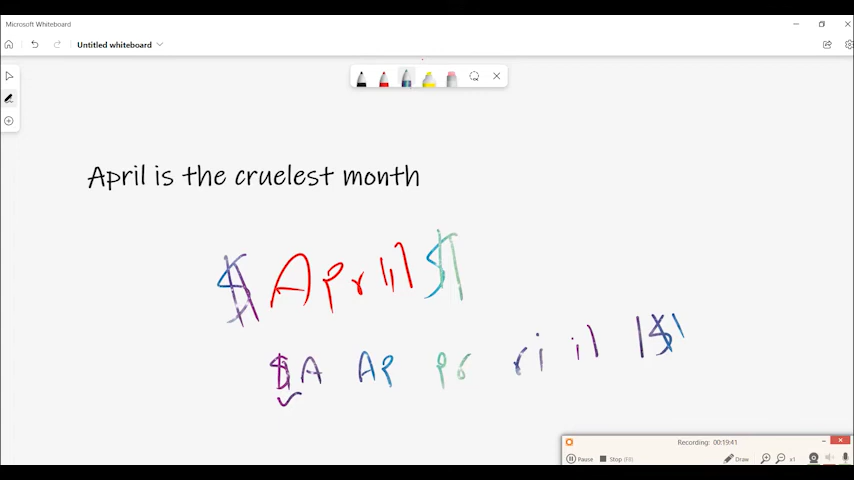 Microsoft Whiteboard
Untitled whiteboard
April is the cruelest month
$ April $
$A Ap pr ri il l$
Recording: 00:19:41
Pause Stop (F9) Draw x1